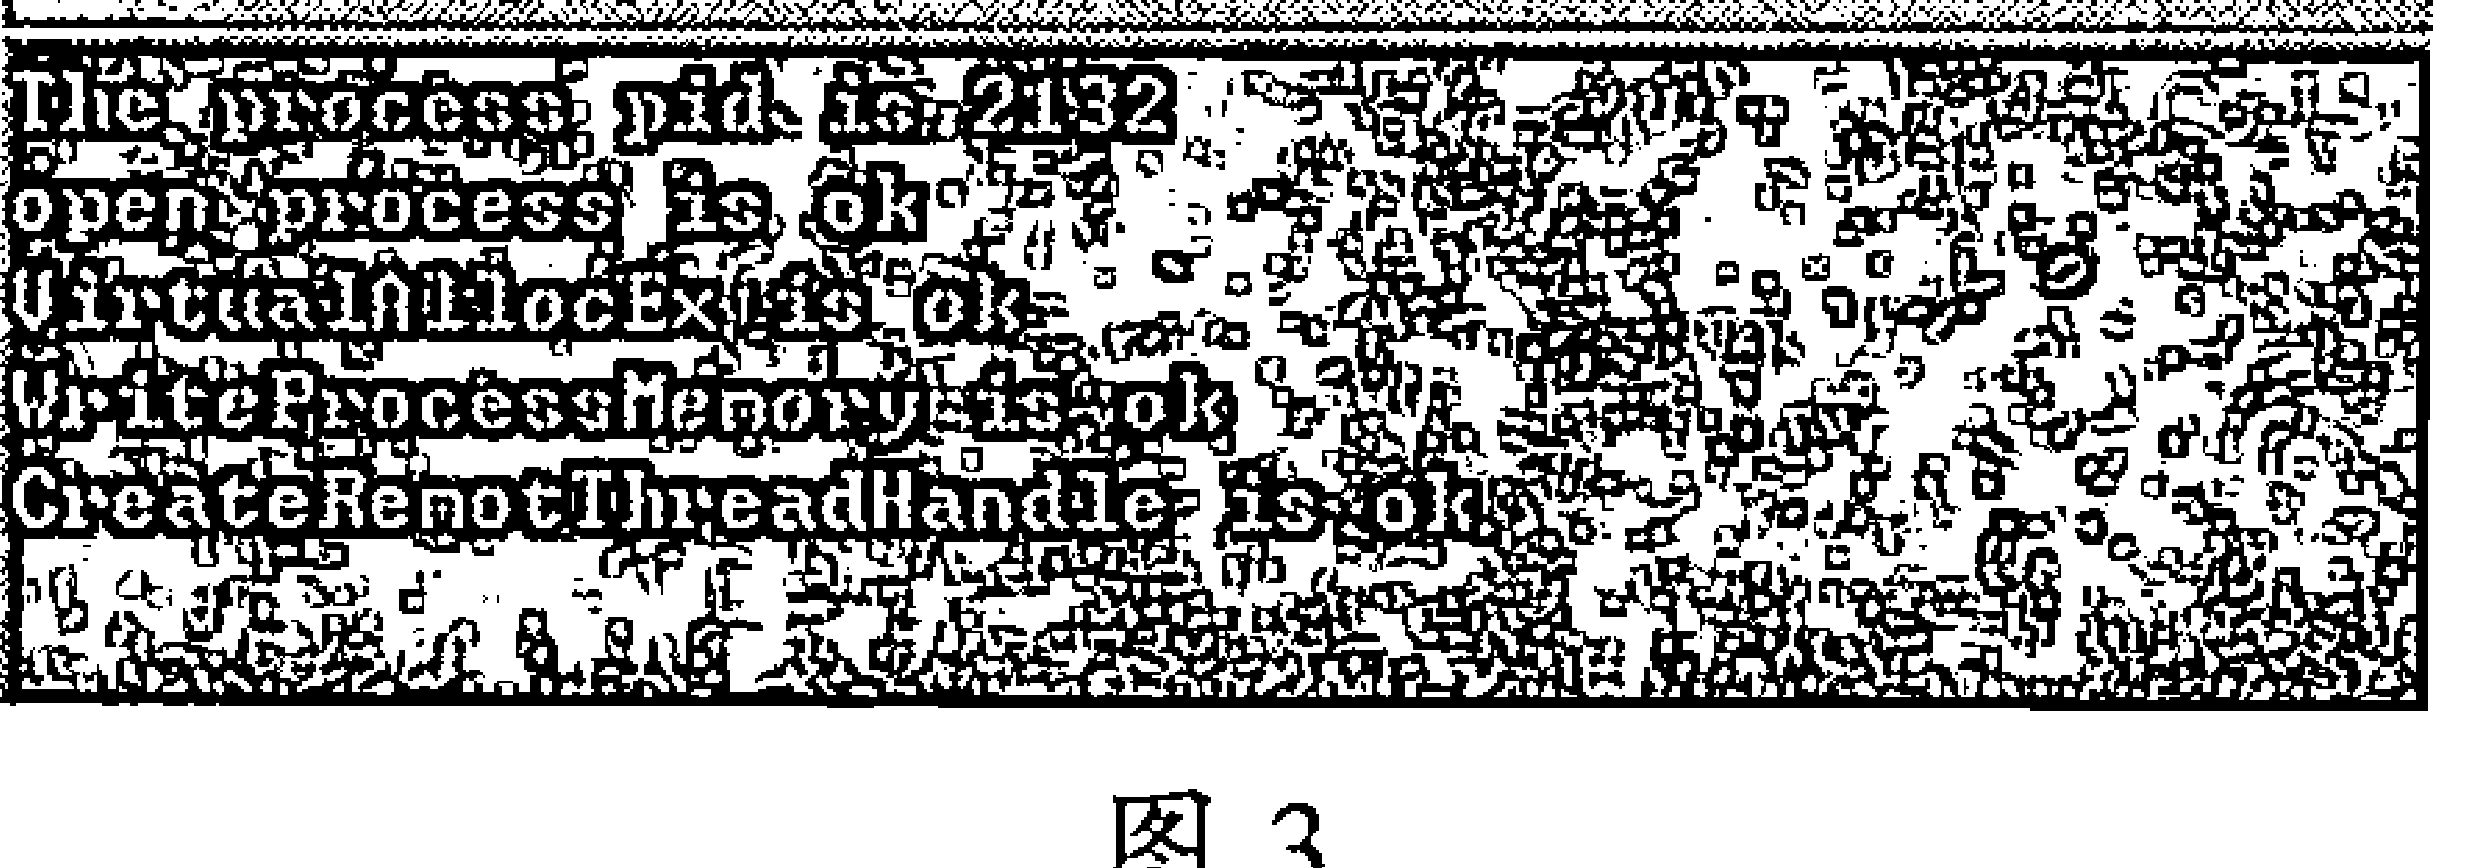 The process pid is 2132
open process is ok
VirtualAllocEx is ok
WriteProcessMemory is ok
CreateRemotThreadHandle is ok
图 3